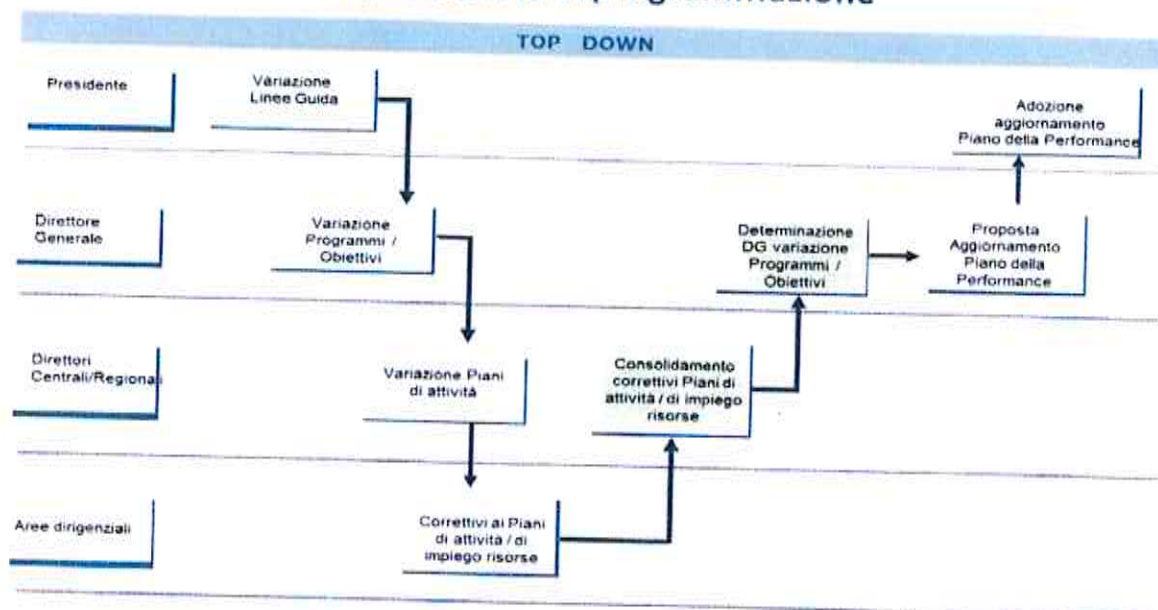 TOP DOWN
Presidente
Variazione
Linee Guida
Adozione
aggiornamento
Piano della Performance
Direttore
Generale
Variazione
Programmi /
Obiettivi
Determinazione
DG variazione
Programmi /
Obiettivi
Proposta
Aggiornamento
Piano della
Performance
Direttori
Centrali/Regionali
Variazione Piani
di attività
Consolidamento
correttivi Piani di
attività / di impiego
risorse
Aree dirigenziali
Correttivi ai Piani
di attività / di
impiego risorse